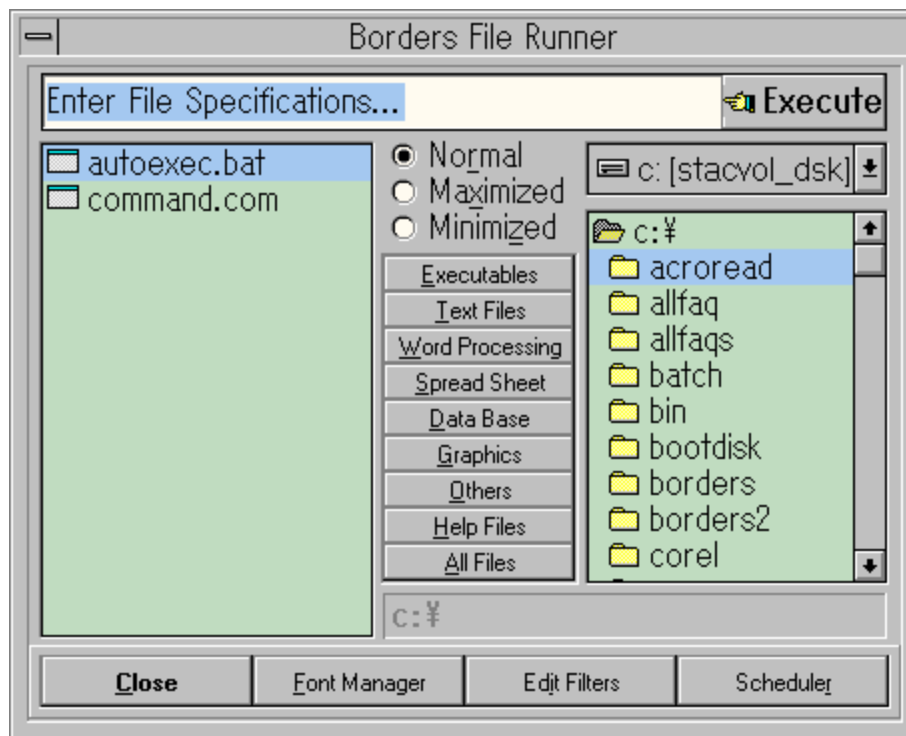 Borders File Runner
Enter File Specifications...
Execute
autoexec.bat
command.com
Normal
Maximized
Minimized
Executables
Text Files
Word Processing
Spread Sheet
Data Base
Graphics
Others
Help Files
All Files
c: [stacvol_dsk]
c:¥
acroread
allfaq
allfaqs
batch
bin
bootdisk
borders
borders2
corel
c:¥
Close
Font Manager
Edit Filters
Scheduler